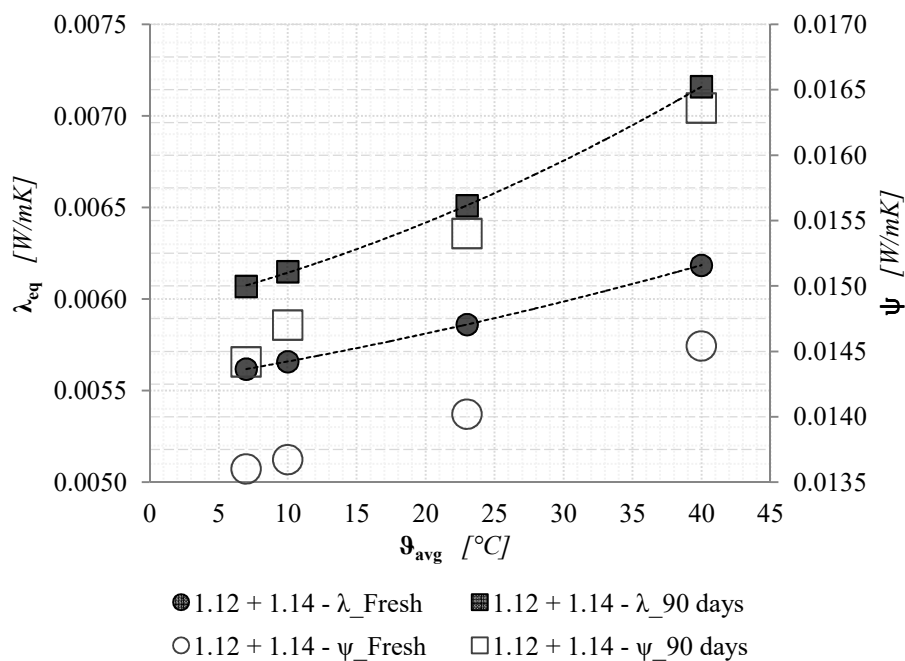 0.0075
0.0070
0.0065
0.0060
0.0055
0.0050
λeq [W/mK]
0.0170
0.0165
0.0160
0.0155
0.0150
0.0145
0.0140
0.0135
ψ [W/mK]
0 5 10 15 20 25 30 35 40 45
ϑavg [°C]
1.12 + 1.14 - λ_Fresh
1.12 + 1.14 - λ_90 days
1.12 + 1.14 - ψ_Fresh
1.12 + 1.14 - ψ_90 days